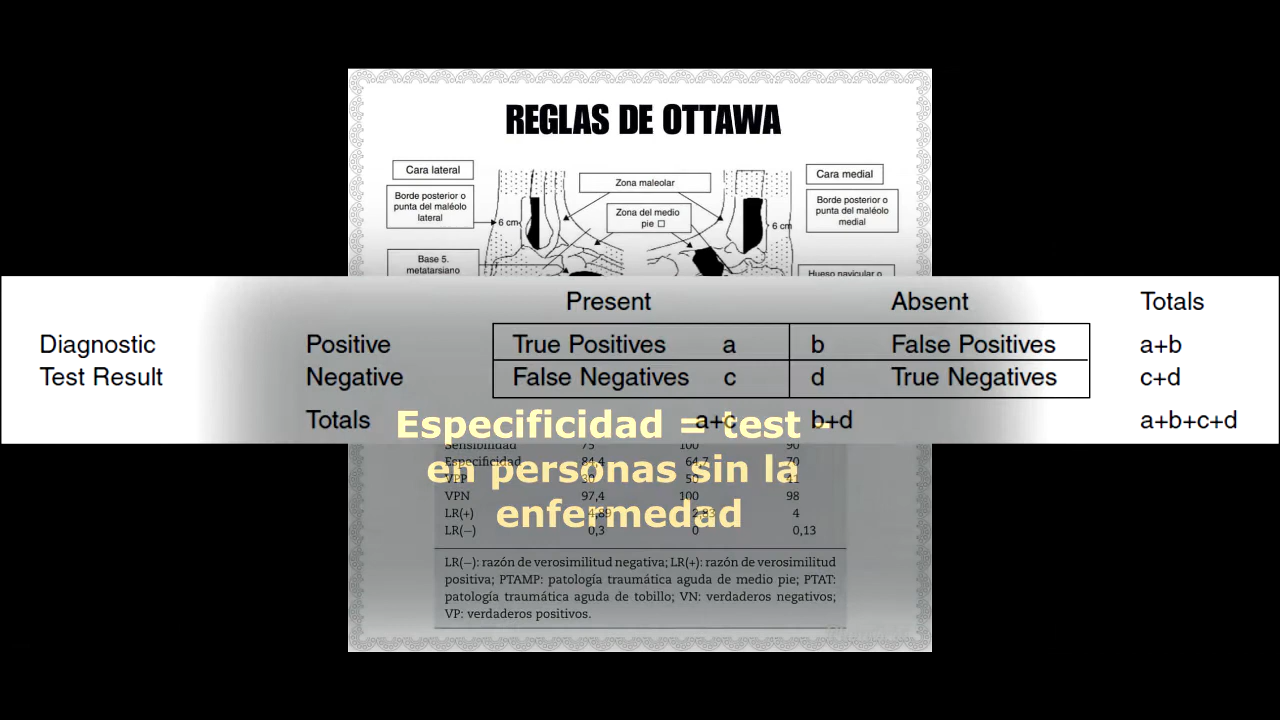 REGLAS DE OTTAWA
Cara lateral
Cara medial
Zona maleolar
Borde posterior o
punta del maléolo
lateral
Zona del medio
pie
Borde posterior o
punta del maléolo
medial
6 cm
6 cm
Base 5.
metatarsiano
Hueso navicular o
Present Absent Totals
Diagnostic Positive True Positives a b False Positives a+b
Test Result Negative False Negatives c d True Negatives c+d
Totals a+c b+d a+b+c+d
Especificidad = test -
en personas sin la
enfermedad
Sensibilidad 75 100 90
Especificidad 84,4 64,7 70
VPP
VPN 97,4 100 98
LR(+) 4
LR(−) 0,3 0 0,13
LR(−): razón de verosimilitud negativa; LR(+): razón de verosimilitud
positiva; PTAMP: patología traumática aguda de medio pie; PTAT:
patología traumática aguda de tobillo; VN: verdaderos negativos;
VP: verdaderos positivos.